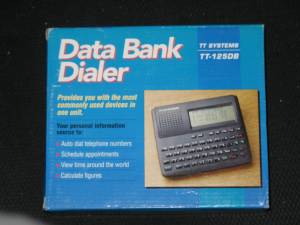 Data Bank
Dialer
TT SYSTEMS
TT-125DB
Provides you with the most
commonly used devices in
one unit.
Your personal information
source to:
Auto dial telephone numbers
Schedule appointments
View time around the world
Calculate figures